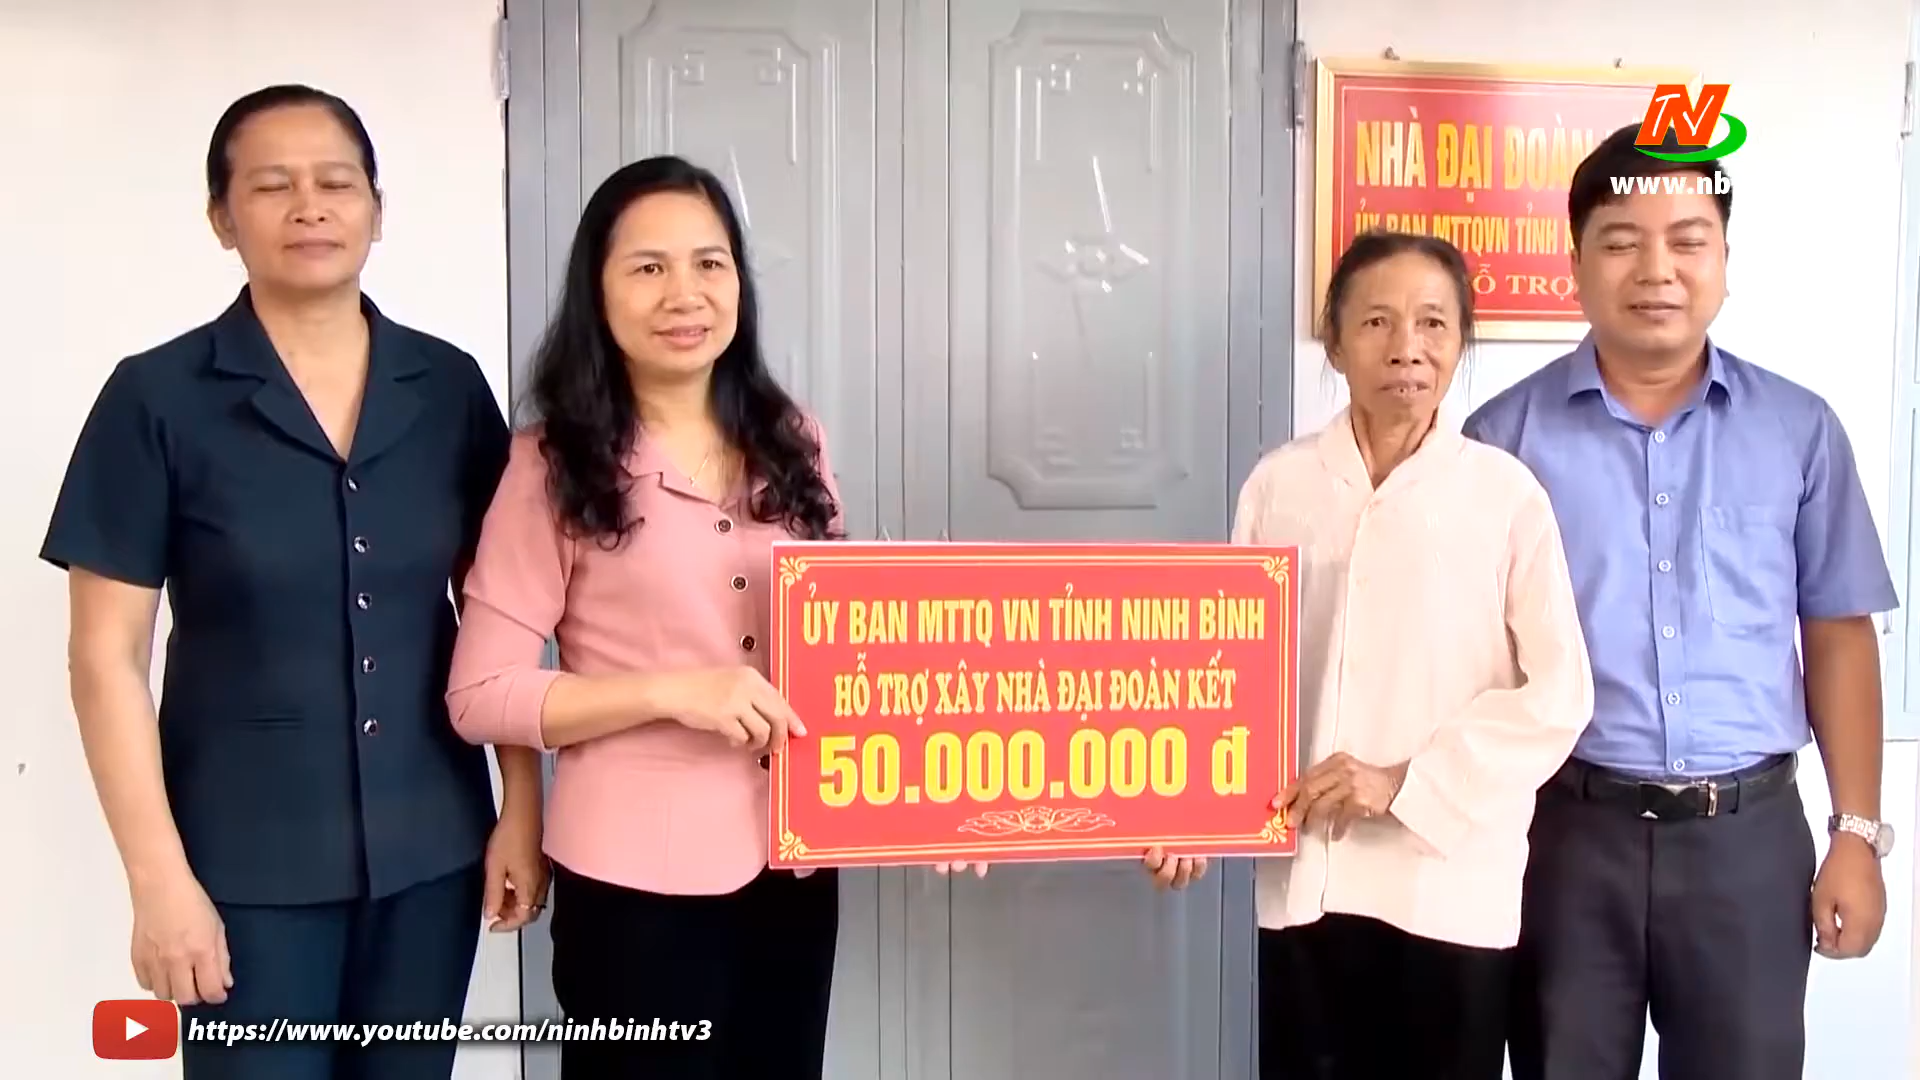 NHÀ ĐẠI ĐOÀN
ỦY BAN MTTQVN TỈNH
TRỢ
www.nb
ỦY BAN MTTQ VN TỈNH NINH BÌNH
HỖ TRỢ XÂY NHÀ ĐẠI ĐOÀN KẾT
50.000.000 đ
https://www.youtube.com/ninhbinhtv3